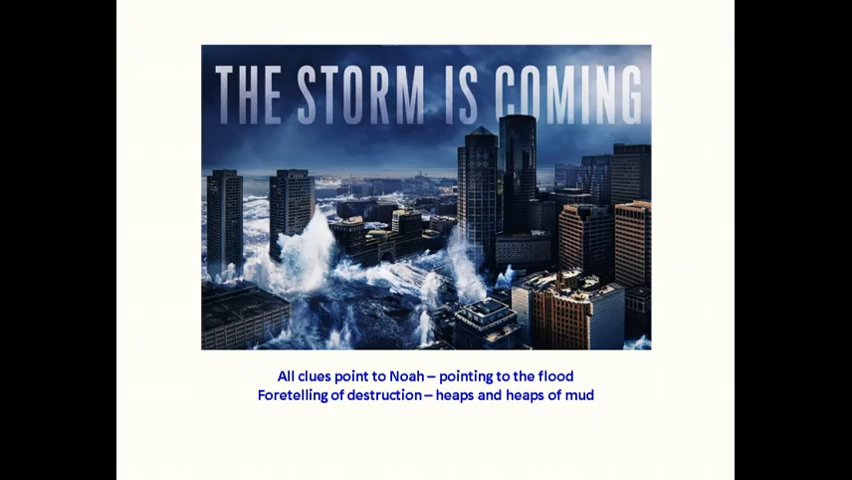 THE STORM IS COMING
All clues point to Noah – pointing to the flood
Foretelling of destruction – heaps and heaps of mud